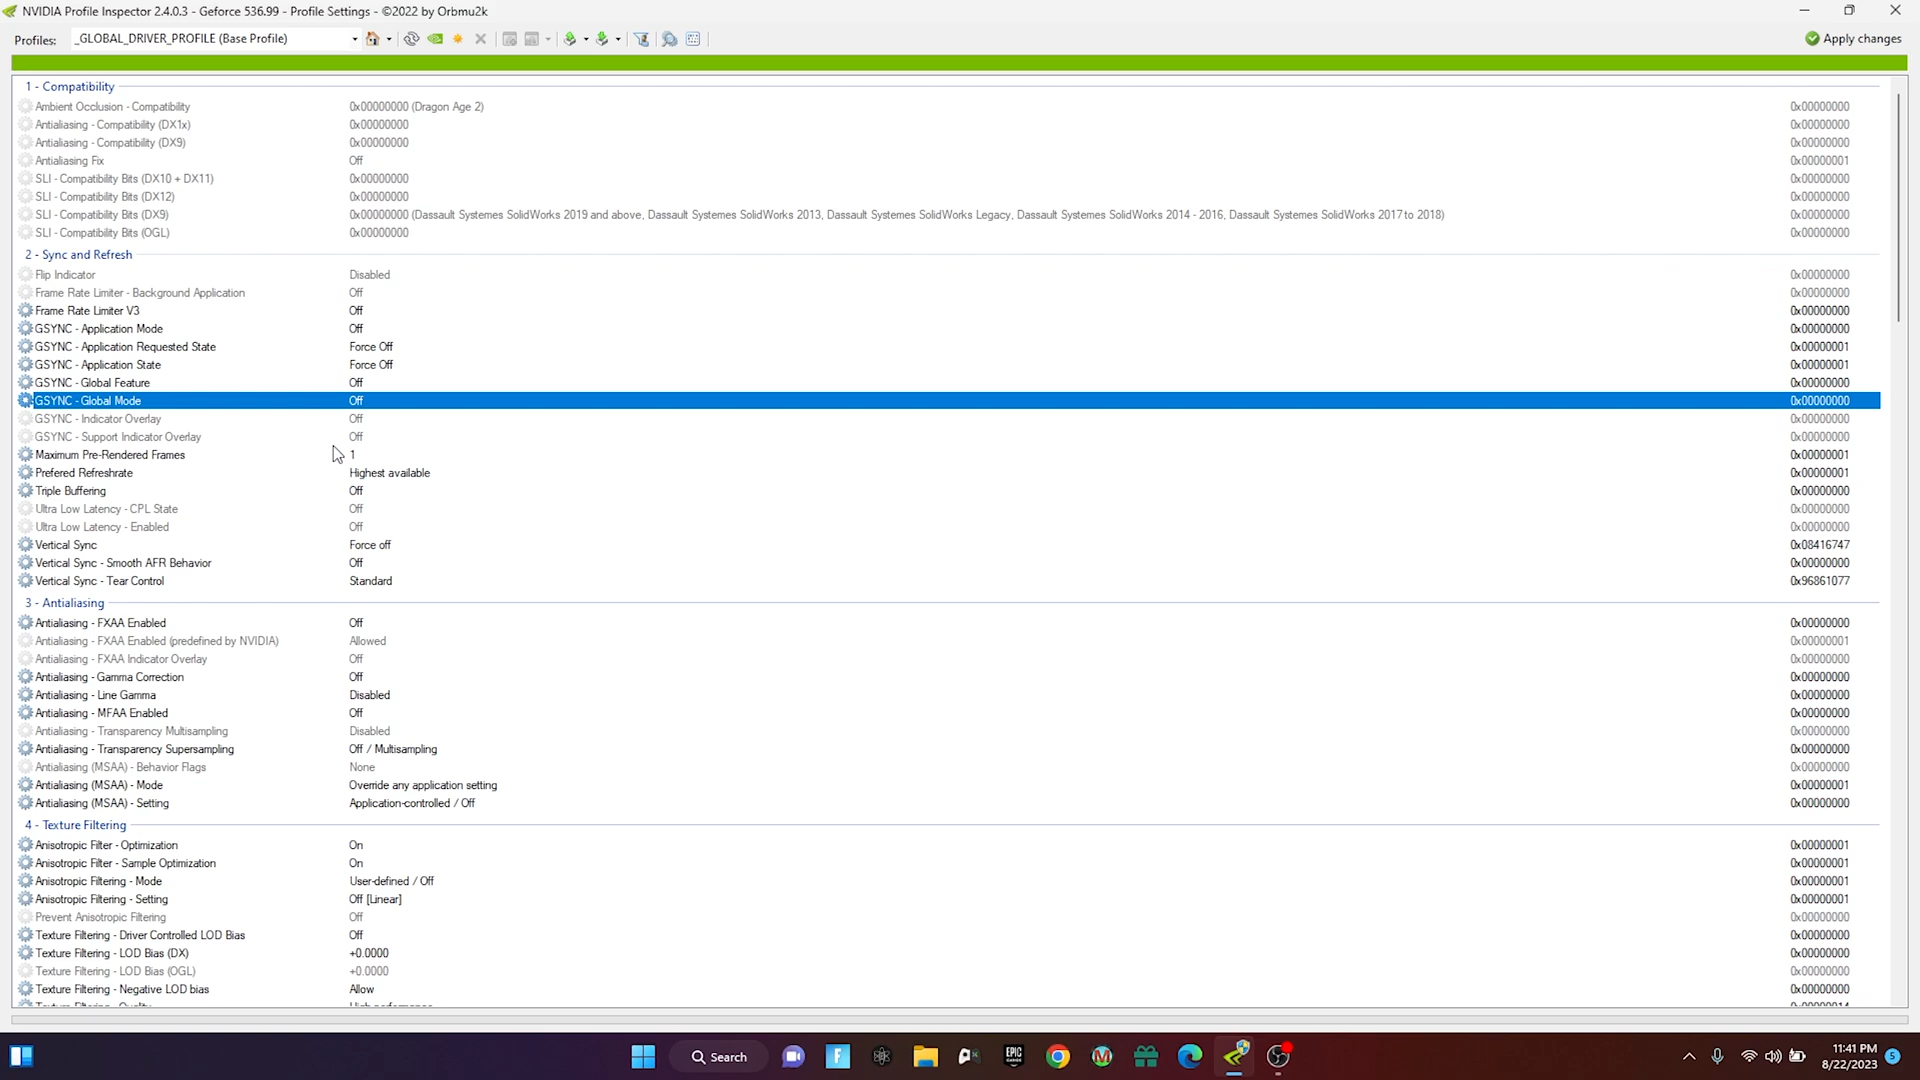 NVIDIA Profile Inspector 2.4.0.3 - Geforce 536.99 - Profile Settings - ©2022 by Orbmu2k
Profiles: _GLOBAL_DRIVER_PROFILE (Base Profile) Apply changes
1 - Compatibility
Ambient Occlusion - Compatibility 0x00000000 (Dragon Age 2) 0x00000000
Antialiasing - Compatibility (DX1x) 0x00000000 0x00000000
Antialiasing - Compatibility (DX9) 0x00000000 0x00000000
Antialiasing Fix Off 0x00000001
SLI - Compatibility Bits (DX10 + DX11) 0x00000000 0x00000000
SLI - Compatibility Bits (DX12) 0x00000000 0x00000000
SLI - Compatibility Bits (DX9) 0x00000000 (Dassault Systemes SolidWorks 2019 and above, Dassault Systemes SolidWorks 2013, Dassault Systemes SolidWorks Legacy, Dassault Systemes SolidWorks 2014 - 2016, Dassault Systemes SolidWorks 2017 to 2018) 0x00000000
SLI - Compatibility Bits (OGL) 0x00000000 0x00000000
2 - Sync and Refresh
Flip Indicator Disabled 0x00000000
Frame Rate Limiter - Background Application Off 0x00000000
Frame Rate Limiter V3 Off 0x00000000
GSYNC - Application Mode Off 0x00000000
GSYNC - Application Requested State Force Off 0x00000001
GSYNC - Application State Force Off 0x00000001
GSYNC - Global Feature Off 0x00000000
GSYNC - Global Mode Off 0x00000000
GSYNC - Indicator Overlay Off 0x00000000
GSYNC - Support Indicator Overlay Off 0x00000000
Maximum Pre-Rendered Frames 1 0x00000001
Prefered Refreshrate Highest available 0x00000001
Triple Buffering Off 0x00000000
Ultra Low Latency - CPL State Off 0x00000000
Ultra Low Latency - Enabled Off 0x00000000
Vertical Sync Force off 0x08416747
Vertical Sync - Smooth AFR Behavior Off 0x00000000
Vertical Sync - Tear Control Standard 0x96861077
3 - Antialiasing
Antialiasing - FXAA Enabled Off 0x00000000
Antialiasing - FXAA Enabled (predefined by NVIDIA) Allowed 0x00000001
Antialiasing - FXAA Indicator Overlay Off 0x00000000
Antialiasing - Gamma Correction Off 0x00000000
Antialiasing - Line Gamma Disabled 0x00000000
Antialiasing - MFAA Enabled Off 0x00000000
Antialiasing - Transparency Multisampling Disabled 0x00000000
Antialiasing - Transparency Supersampling Off / Multisampling 0x00000000
Antialiasing (MSAA) - Behavior Flags None 0x00000000
Antialiasing (MSAA) - Mode Override any application setting 0x00000001
Antialiasing (MSAA) - Setting Application-controlled / Off 0x00000000
4 - Texture Filtering
Anisotropic Filter - Optimization On 0x00000001
Anisotropic Filter - Sample Optimization On 0x00000001
Anisotropic Filtering - Mode User-defined / Off 0x00000001
Anisotropic Filtering - Setting Off [Linear] 0x00000001
Prevent Anisotropic Filtering Off 0x00000000
Texture Filtering - Driver Controlled LOD Bias Off 0x00000000
Texture Filtering - LOD Bias (DX) +0.0000 0x00000000
Texture Filtering - LOD Bias (OGL) +0.0000 0x00000000
Texture Filtering - Negative LOD bias Allow 0x00000000
Texture Filtering - Quality High performance 0x00000014
Search
EPIC GAMES
11:41 PM
8/22/2023
5